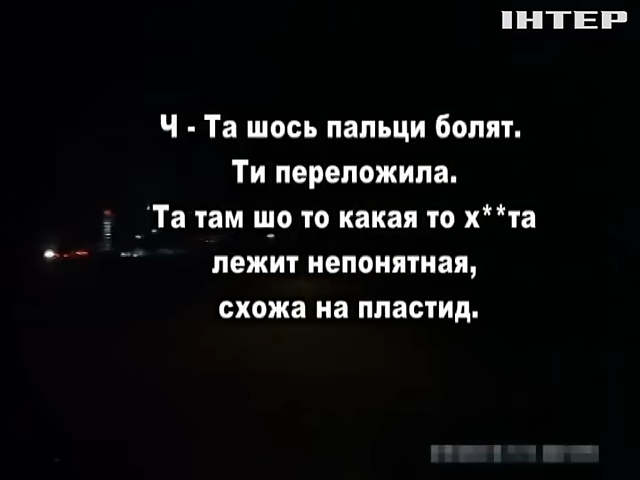 ІНТЕР
Ч - Та шось пальци болят.
Ти переложила.
Та там шо то какая то х**та
лежит непонятная,
схожа на пластид.